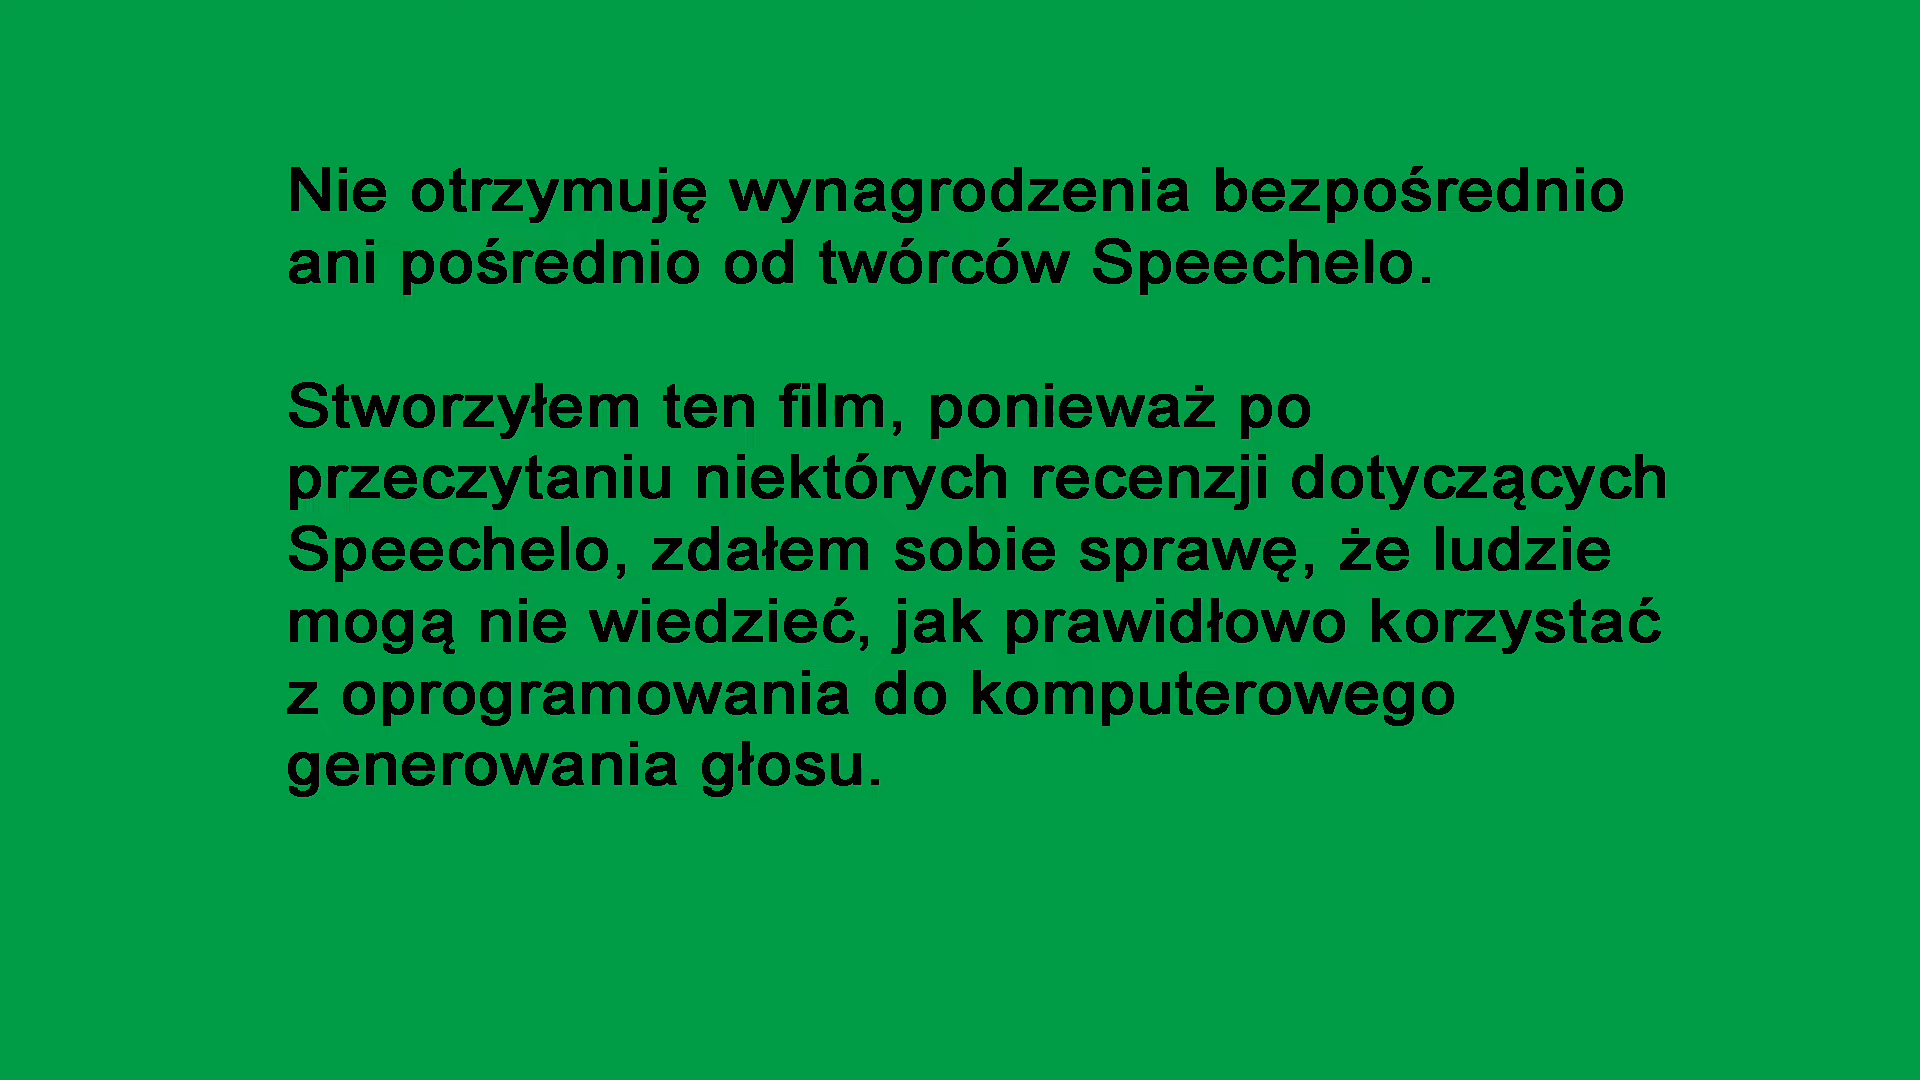 Nie otrzymuję wynagrodzenia bezpośrednio
ani pośrednio od twórców Speechelo.
Stworzyłem ten film, ponieważ po
przeczytaniu niektórych recenzji dotyczących
Speechelo, zdałem sobie sprawę, że ludzie
mogą nie wiedzieć, jak prawidłowo korzystać
z oprogramowania do komputerowego
generowania głosu.